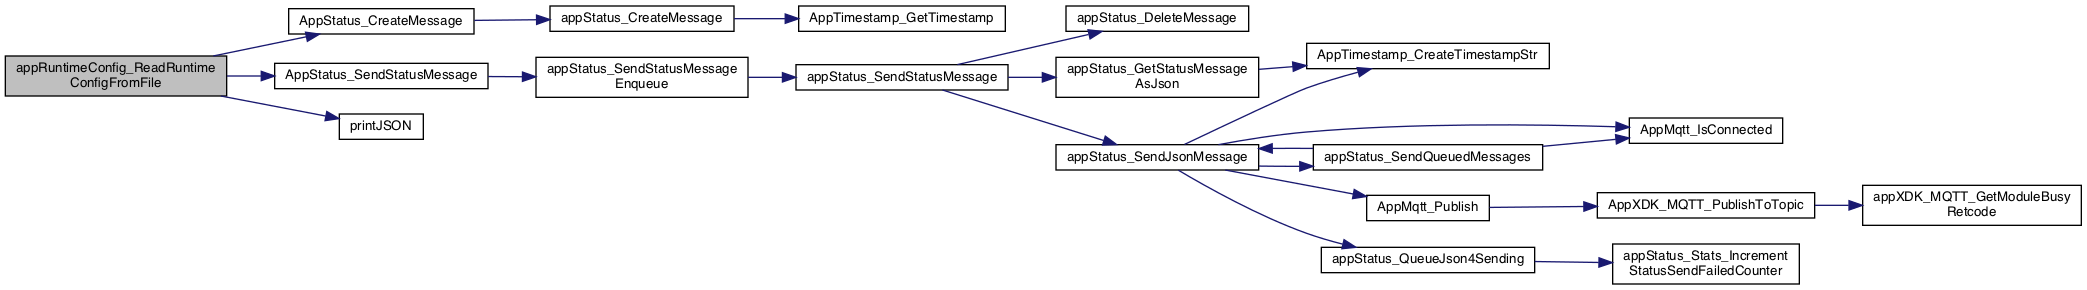 appRuntimeConfig_ReadRuntime
ConfigFromFile
AppStatus_CreateMessage
appStatus_CreateMessage
AppTimestamp_GetTimestamp
AppStatus_SendStatusMessage
appStatus_SendStatusMessage
Enqueue
appStatus_SendStatusMessage
appStatus_DeleteMessage
appStatus_GetStatusMessage
AsJson
AppTimestamp_CreateTimestampStr
printJSON
appStatus_SendJsonMessage
appStatus_SendQueuedMessages
AppMqtt_IsConnected
AppMqtt_Publish
AppXDK_MQTT_PublishToTopic
appXDK_MQTT_GetModuleBusy
Retcode
appStatus_QueueJson4Sending
appStatus_Stats_Increment
StatusSendFailedCounter